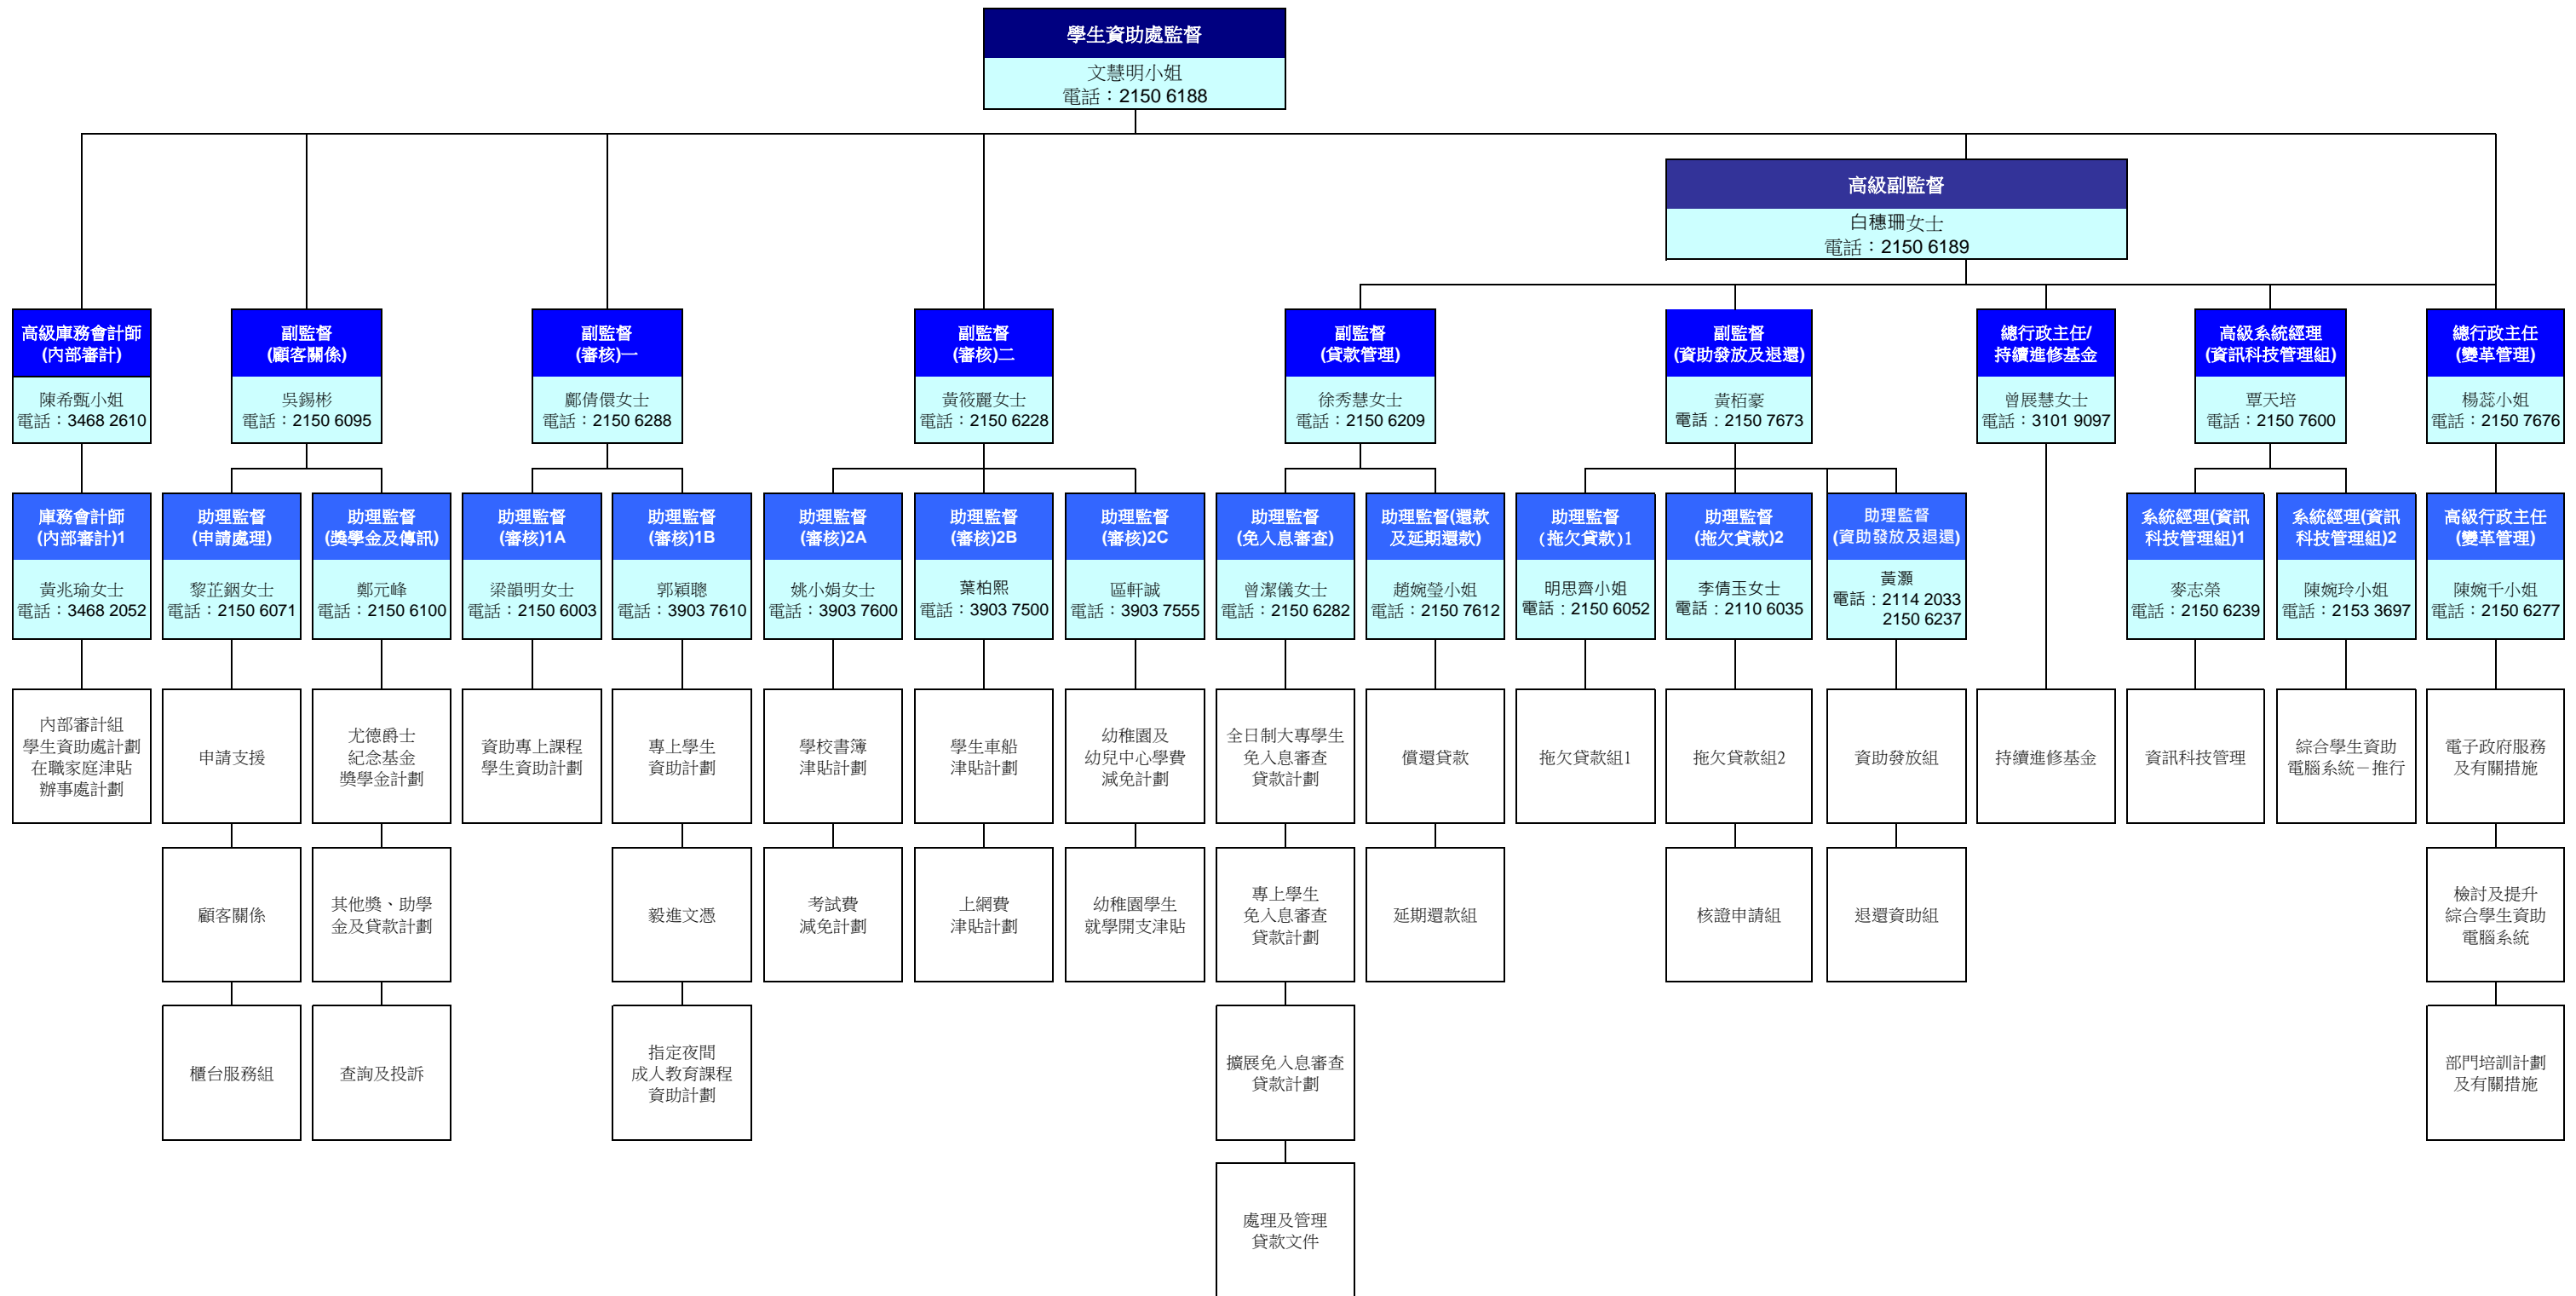 學生資助處監督
文慧明小姐
電話：2150 6188
高級副監督
白穗珊女士
電話：2150 6189
高級庫務會計師
(內部審計)
陳希甄小姐
電話：3468 2610
副監督
(顧客關係)
吳錫彬
電話：2150 6095
副監督
(審核)一
鄺倩儇女士
電話：2150 6288
副監督
(審核)二
黃筱麗女士
電話：2150 6228
副監督
(貸款管理)
徐秀慧女士
電話：2150 6209
副監督
(資助發放及退還)
黃栢豪
電話：2150 7673
總行政主任/
持續進修基金
曾展慧女士
電話：3101 9097
高級系統經理
(資訊科技管理組)
覃天培
電話：2150 7600
總行政主任
(變革管理)
楊蕊小姐
電話：2150 7676
庫務會計師
(內部審計)1
黃兆瑜女士
電話：3468 2052
助理監督
(申請處理)
黎芷銦女士
電話：2150 6071
助理監督
(獎學金及傳訊)
鄭元峰
電話：2150 6100
助理監督
(審核)1A
梁韻明女士
電話：2150 6003
助理監督
(審核)1B
郭穎聰
電話：3903 7610
助理監督
(審核)2A
姚小娟女士
電話：3903 7600
助理監督
(審核)2B
葉柏熙
電話：3903 7500
助理監督
(審核)2C
區軒誠
電話：3903 7555
助理監督
(免入息審查)
曾潔儀女士
電話：2150 6282
助理監督(還款
及延期還款)
趙婉瑩小姐
電話：2150 7612
助理監督
(拖欠貸款)1
明思齊小姐
電話：2150 6052
助理監督
(拖欠貸款)2
李倩玉女士
電話：2110 6035
助理監督
(資助發放及退還)
黃灝
電話：2114 2033
2150 6237
系統經理(資訊
科技管理組)1
麥志榮
電話：2150 6239
系統經理(資訊
科技管理組)2
陳婉玲小姐
電話：2153 3697
高級行政主任
(變革管理)
陳婉千小姐
電話：2150 6277
內部審計組
學生資助處計劃
在職家庭津貼
辦事處計劃
申請支援
尤德爵士
紀念基金
獎學金計劃
資助專上課程
學生資助計劃
專上學生
資助計劃
學校書簿
津貼計劃
學生車船
津貼計劃
幼稚園及
幼兒中心學費
減免計劃
全日制大專學生
免入息審查
貸款計劃
償還貸款
拖欠貸款組1
拖欠貸款組2
資助發放組
持續進修基金
資訊科技管理
綜合學生資助
電腦系統－推行
電子政府服務
及有關措施
顧客關係
其他獎、助學
金及貸款計劃
毅進文憑
考試費
減免計劃
上網費
津貼計劃
幼稚園學生
就學開支津貼
專上學生
免入息審查
貸款計劃
延期還款組
核證申請組
退還資助組
檢討及提升
綜合學生資助
電腦系統
櫃台服務組
查詢及投訴
指定夜間
成人教育課程
資助計劃
擴展免入息審查
貸款計劃
部門培訓計劃
及有關措施
處理及管理
貸款文件